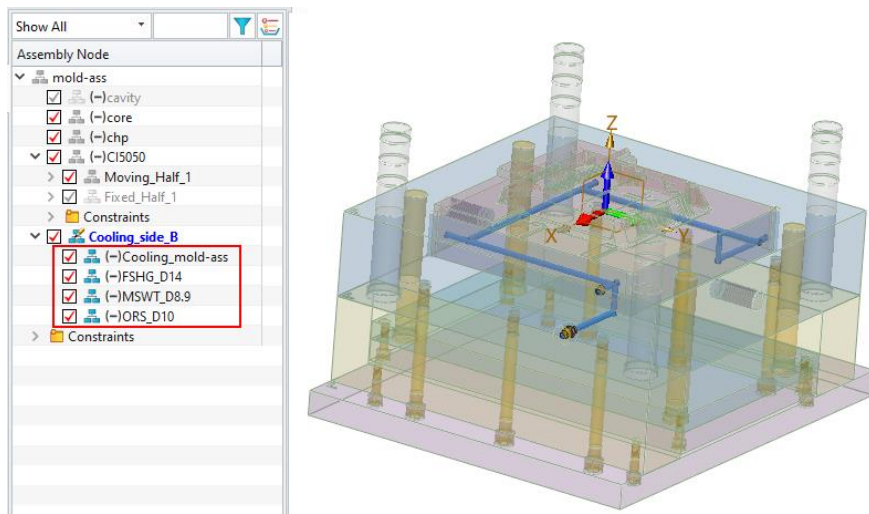 Show All
Assembly Node
mold-ass
(−)cavity
(−)core
(−)chp
(−)CI5050
Moving_Half_1
Fixed_Half_1
Constraints
Cooling_side_B
(−)Cooling_mold-ass
(−)FSHG_D14
(−)MSWT_D8.9
(−)ORS_D10
Constraints
Z
X
Y